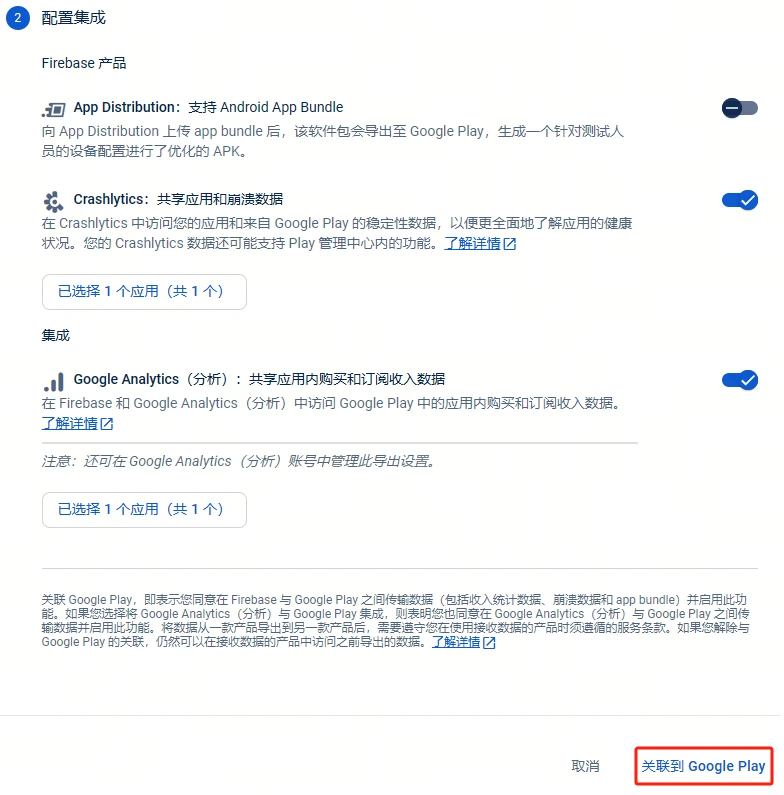 2 配置集成
Firebase 产品
App Distribution：支持 Android App Bundle
向 App Distribution 上传 app bundle 后，该软件包会导出至 Google Play，生成一个针对测试人
员的设备配置进行了优化的 APK。
Crashlytics：共享应用和崩溃数据
在 Crashlytics 中访问您的应用和来自 Google Play 的稳定性数据，以便更全面地了解应用的健康
状况。您的 Crashlytics 数据还可能支持 Play 管理中心内的功能。了解详情
已选择 1 个应用（共 1 个）
集成
Google Analytics（分析）：共享应用内购买和订阅收入数据
在 Firebase 和 Google Analytics（分析）中访问 Google Play 中的应用内购买和订阅收入数据。
了解详情
注意：还可在 Google Analytics（分析）账号中管理此导出设置。
已选择 1 个应用（共 1 个）
关联 Google Play，即表示您同意在 Firebase 与 Google Play 之间传输数据（包括收入统计数据、崩溃数据和 app bundle）并启用此功
能。如果您选择将 Google Analytics（分析）与 Google Play 集成，则表明您也同意在 Google Analytics（分析）与 Google Play 之间传
输数据并启用此功能。将数据从一款产品导出到另一款产品后，需要遵守您在使用接收数据的产品时须遵循的服务条款。如果您解除与
Google Play 的关联，仍然可以在接收数据的产品中访问之前导出的数据。了解详情
取消
关联到 Google Play